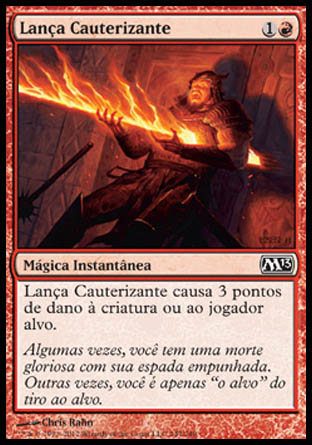 Lança Cauterizante 1
Mágica Instantânea M13
Lança Cauterizante causa 3 pontos
de dano à criatura ou ao jogador
alvo.
Algumas vezes, você tem uma morte
gloriosa com sua espada empunhada.
Outras vezes, você é apenas “o alvo” do
tiro ao alvo.
Chris Rahn